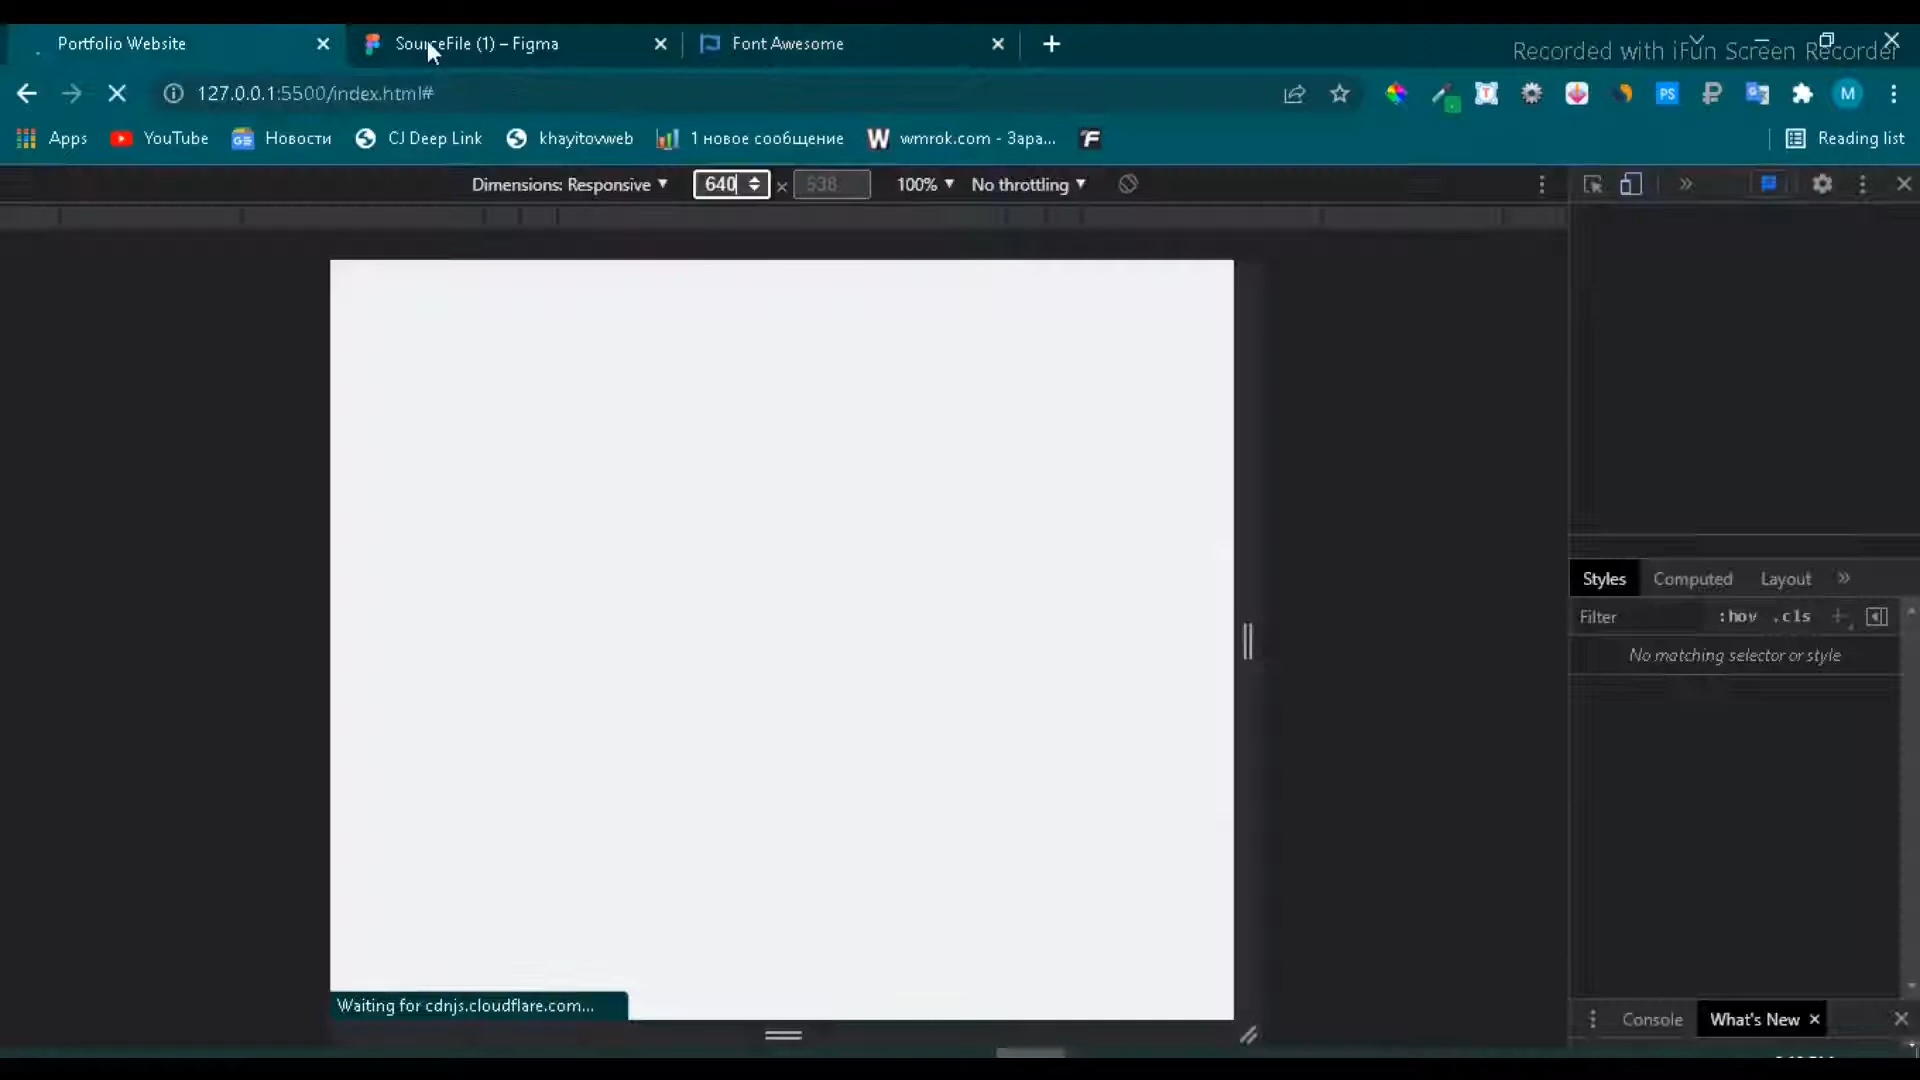 Portfolio Website
SourceFile (1) – Figma
Font Awesome
Recorded with iFun Screen Recorder
127.0.0.1:5500/index.html#
PS
M
Apps
YouTube
Новости
CJ Deep Link
khayitovweb
1 новое сообщение
wmrok.com - Зара...
Reading list
Dimensions: Responsive
640 × 538
100%
No throttling
Styles
Computed
Layout
Filter
:hov
.cls
No matching selector or style
Waiting for cdnjs.cloudflare.com...
Console
What's New